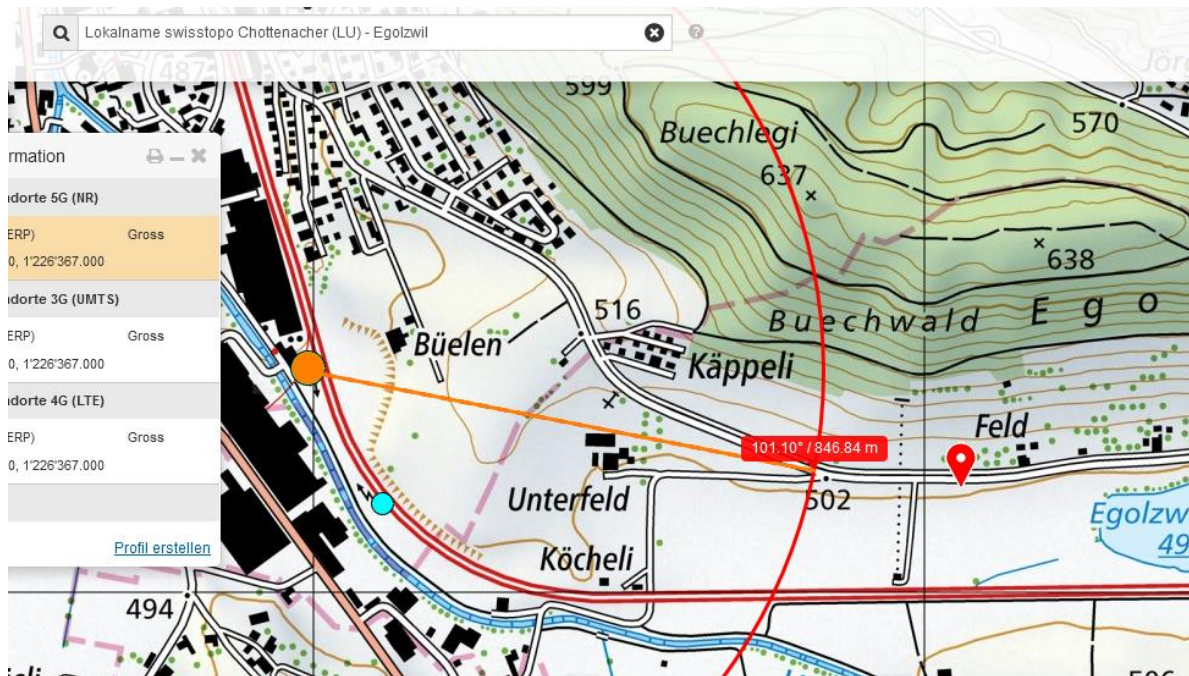 Lokalname swisstopo Chottenacher (LU) - Egolzwil
487
599
Jörg
Buechlegi
570
637
638
rmation
ndorte 5G (NR)
ERP) Gross
0, 1'226'367.000
ndorte 3G (UMTS)
ERP) Gross
0, 1'226'367.000
ndorte 4G (LTE)
ERP) Gross
0, 1'226'367.000
Profil erstellen
516
Büelen
Käppeli
Buechwald
E g o
Feld
101.10° / 846.84 m
502
Unterfeld
Egolzw
49
Köcheli
494